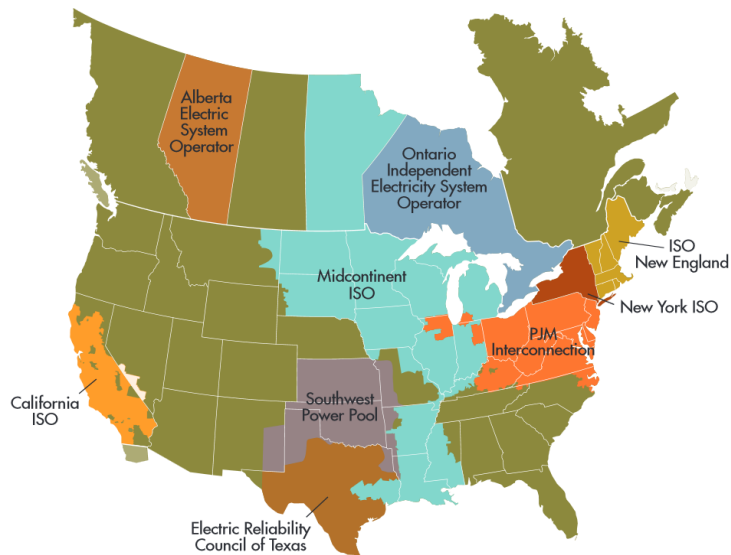 Alberta
Electric
System
Operator
Ontario
Independent
Electricity System
Operator
ISO
New England
Midcontinent
ISO
New York ISO
PJM
Interconnection
California
ISO
Southwest
Power Pool
Electric Reliability
Council of Texas